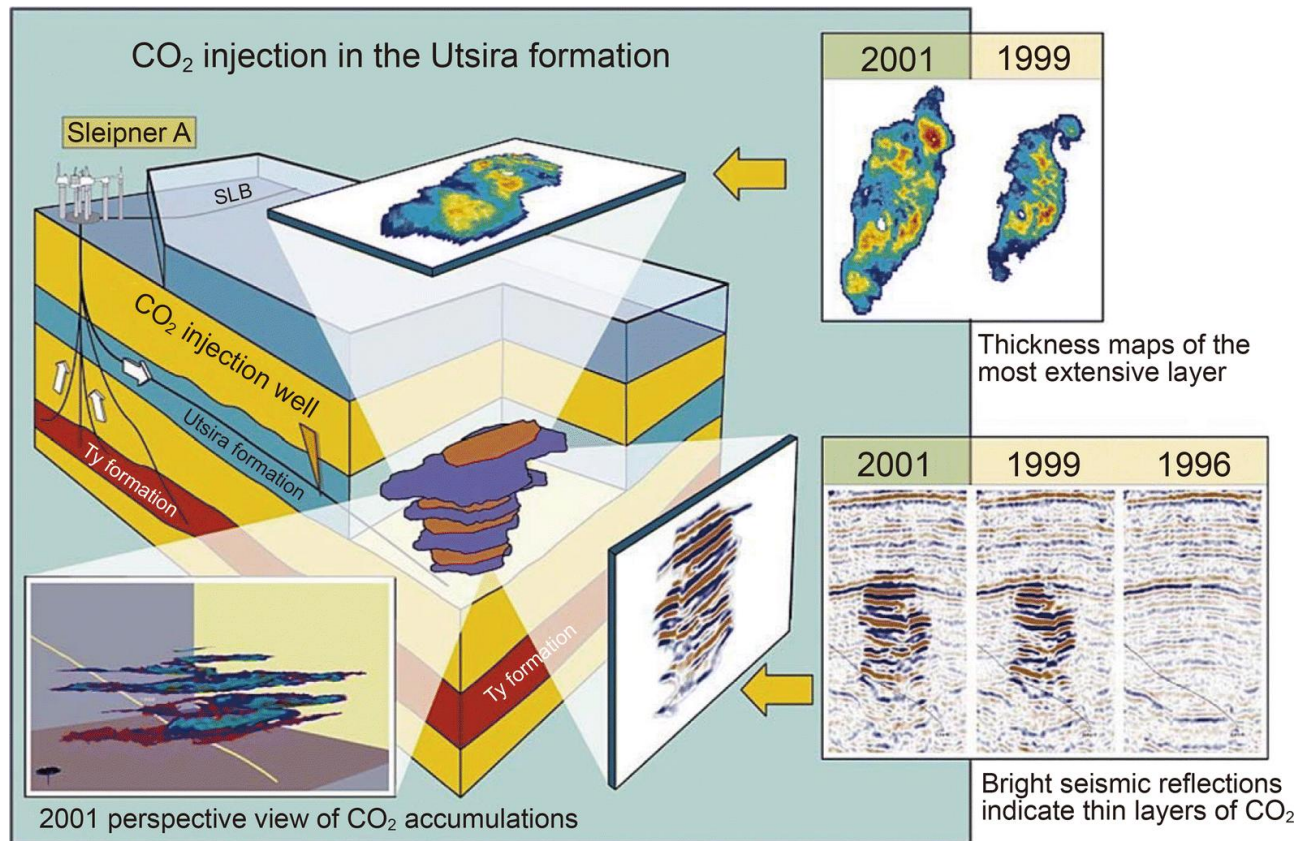 CO₂ injection in the Utsira formation
Sleipner A
SLB
CO₂ injection well
Utsira formation
Ty formation
Ty formation
2001 perspective view of CO₂ accumulations
2001 1999
Thickness maps of the
most extensive layer
2001 1999 1996
Bright seismic reflections
indicate thin layers of CO₂